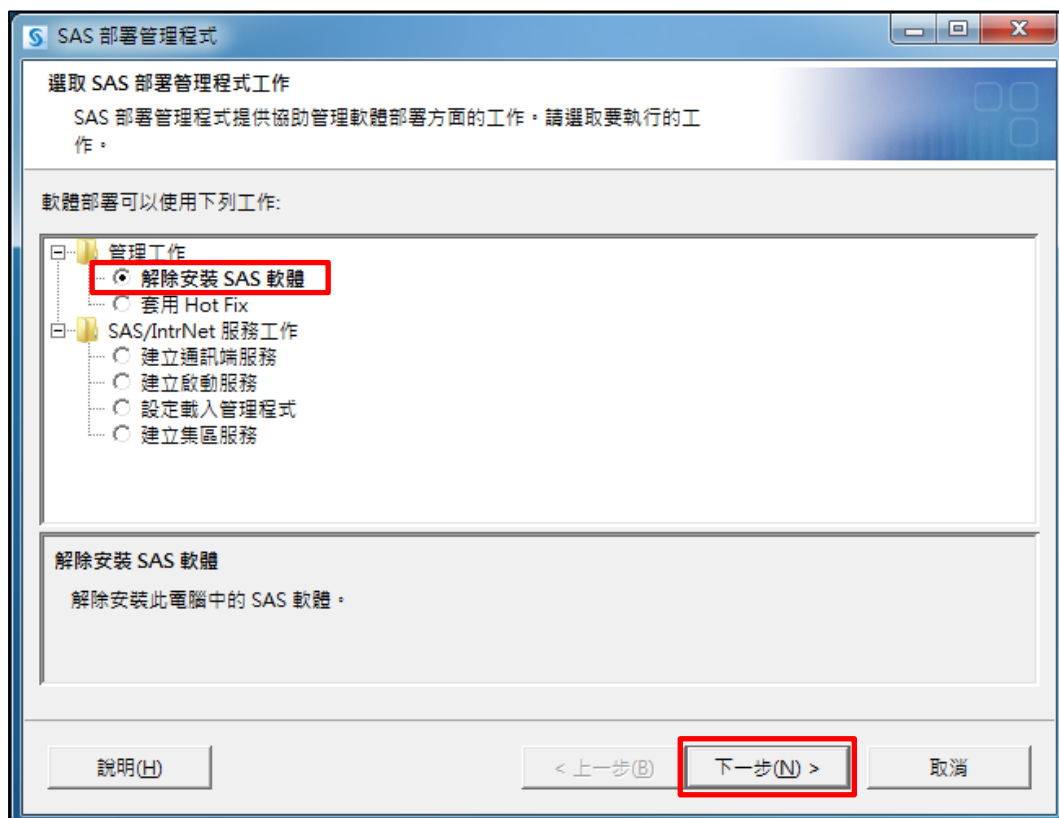 SAS 部署管理程式
選取 SAS 部署管理程式工作
SAS 部署管理程式提供協助管理軟體部署方面的工作。請選取要執行的工
作。
軟體部署可以使用下列工作:
管理工作
解除安裝 SAS 軟體
套用 Hot Fix
SAS/IntrNet 服務工作
建立通訊端服務
建立啟動服務
設定載入管理程式
建立集區服務
解除安裝 SAS 軟體
解除安裝此電腦中的 SAS 軟體。
說明(H)
< 上一步(B)
下一步(N) >
取消